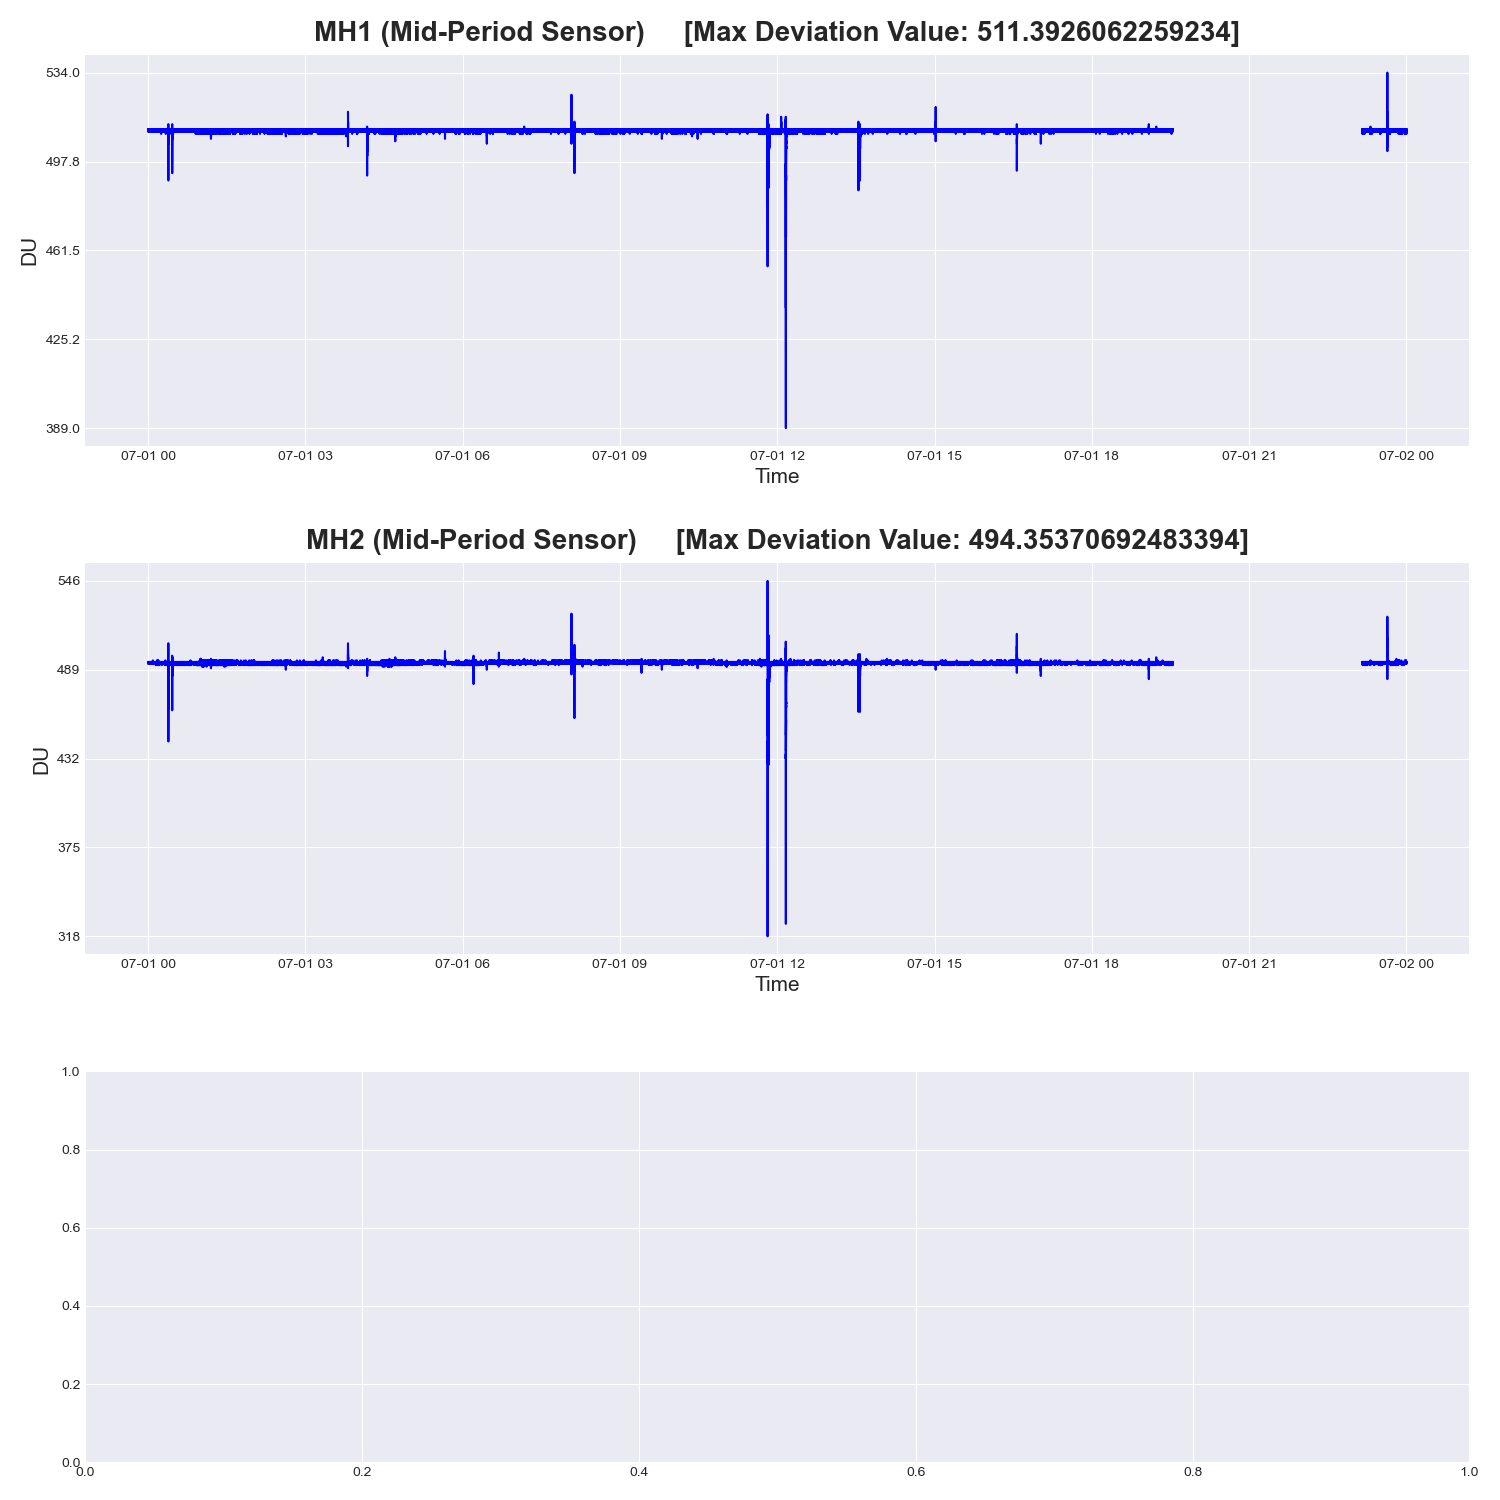 MH1 (Mid-Period Sensor) [Max Deviation Value: 511.3926062259234]
534.0
497.8
461.5
425.2
389.0
DU
07-01 00 07-01 03 07-01 06 07-01 09 07-01 12 07-01 15 07-01 18 07-01 21 07-02 00
Time
MH2 (Mid-Period Sensor) [Max Deviation Value: 494.35370692483394]
546
489
432
375
318
DU
07-01 00 07-01 03 07-01 06 07-01 09 07-01 12 07-01 15 07-01 18 07-01 21 07-02 00
Time
1.0
0.8
0.6
0.4
0.2
0.0
0.0 0.2 0.4 0.6 0.8 1.0